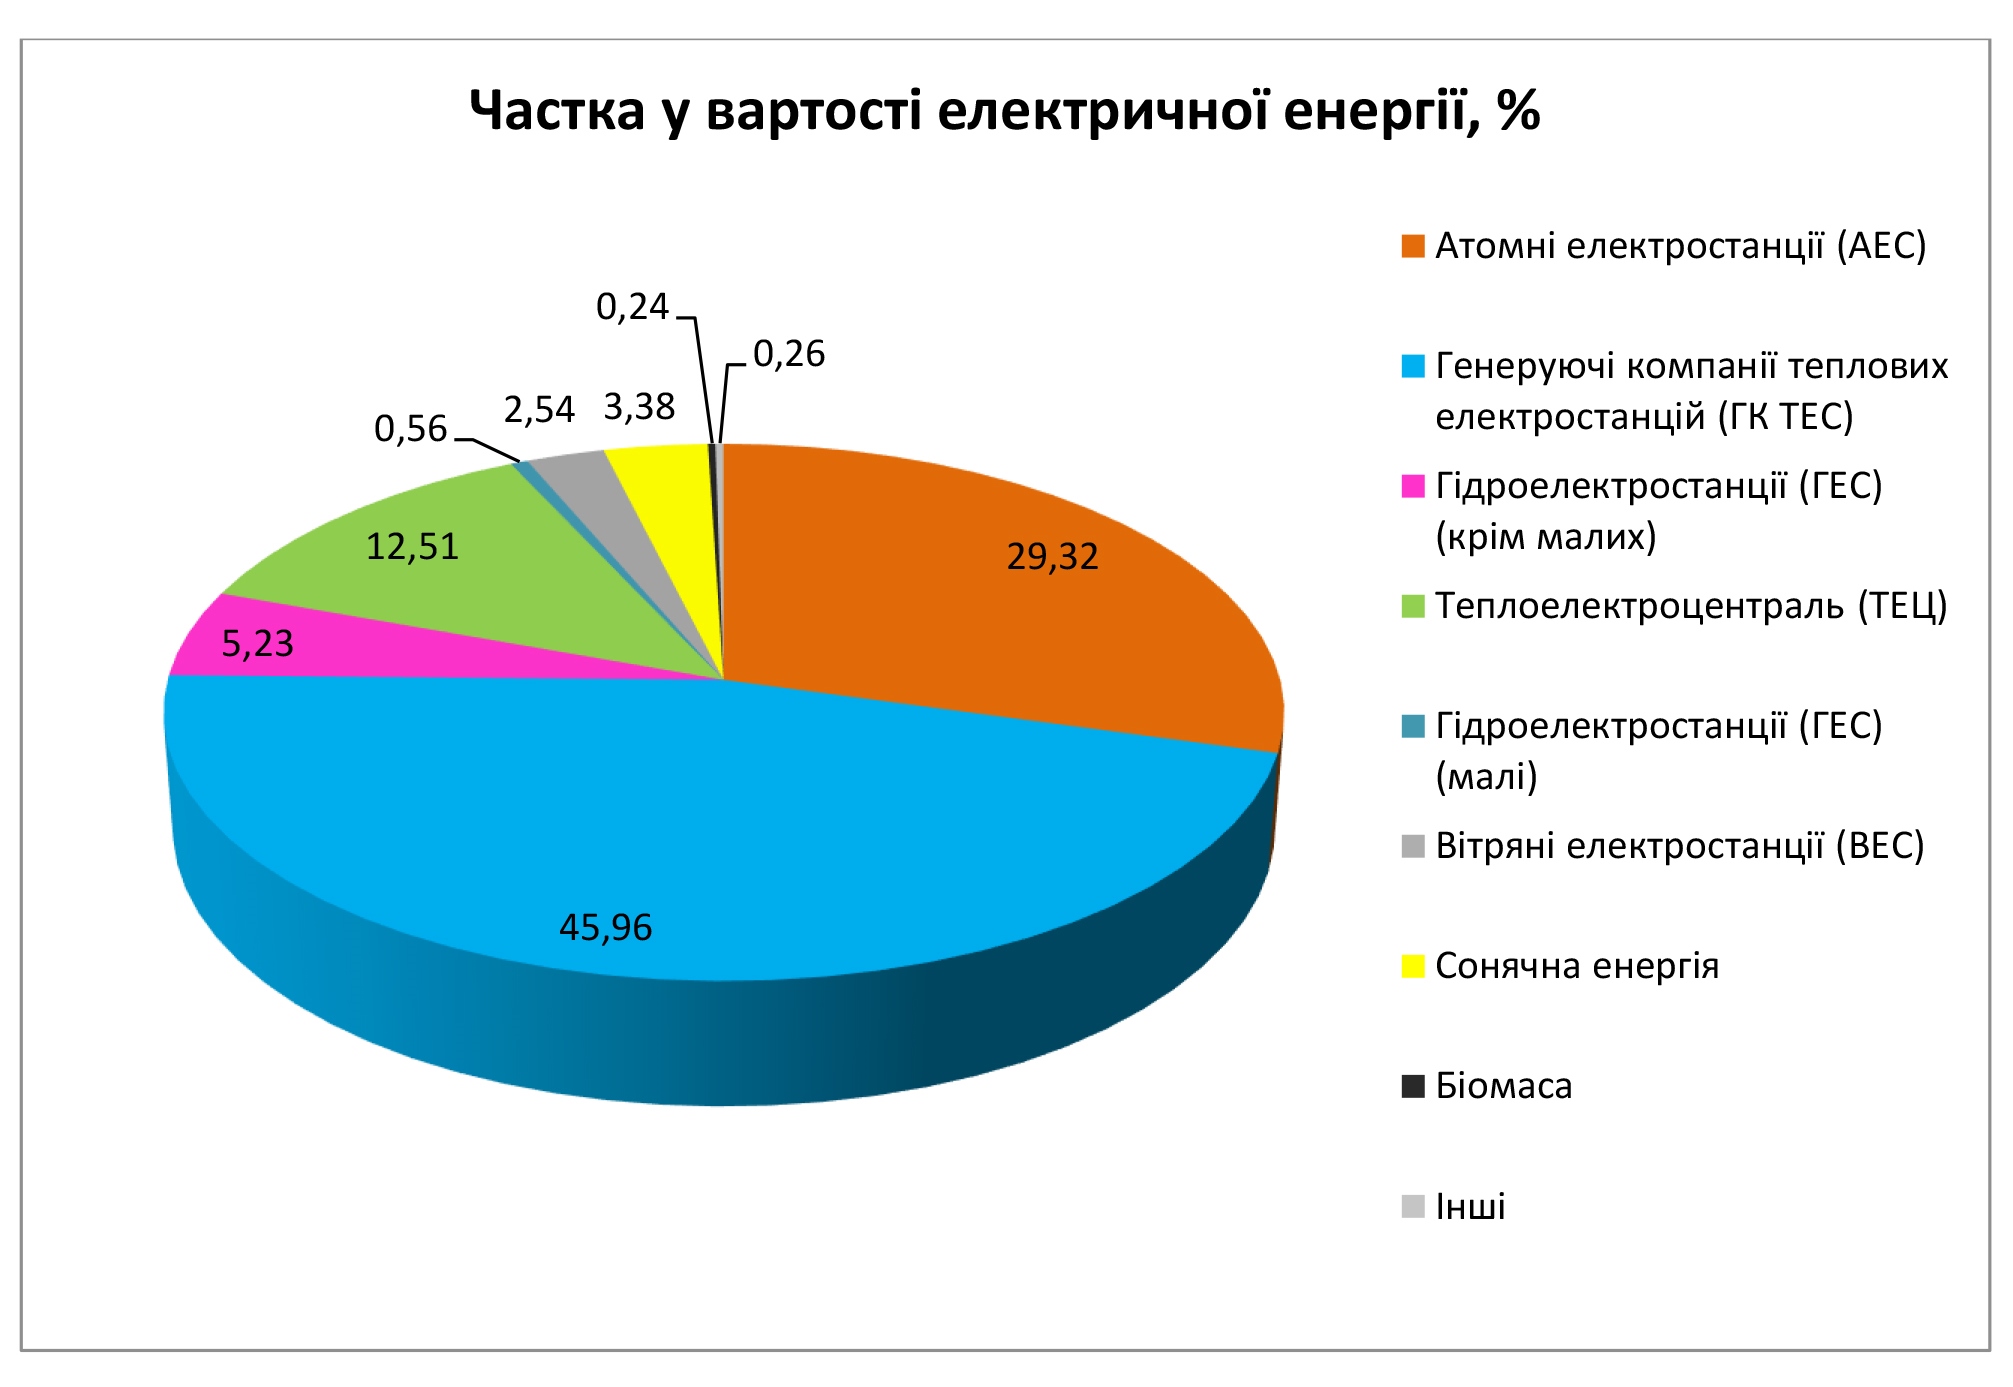 Частка у вартості електричної енергії, %
0,24
0,26
0,56
2,54
3,38
12,51
29,32
5,23
45,96
Атомні електростанції (АЕС)
Генеруючі компанії теплових
електростанцій (ГК ТЕС)
Гідроелектростанції (ГЕС)
(крім малих)
Теплоелектроцентраль (ТЕЦ)
Гідроелектростанції (ГЕС)
(малі)
Вітряні електростанції (ВЕС)
Сонячна енергія
Біомаса
Інші